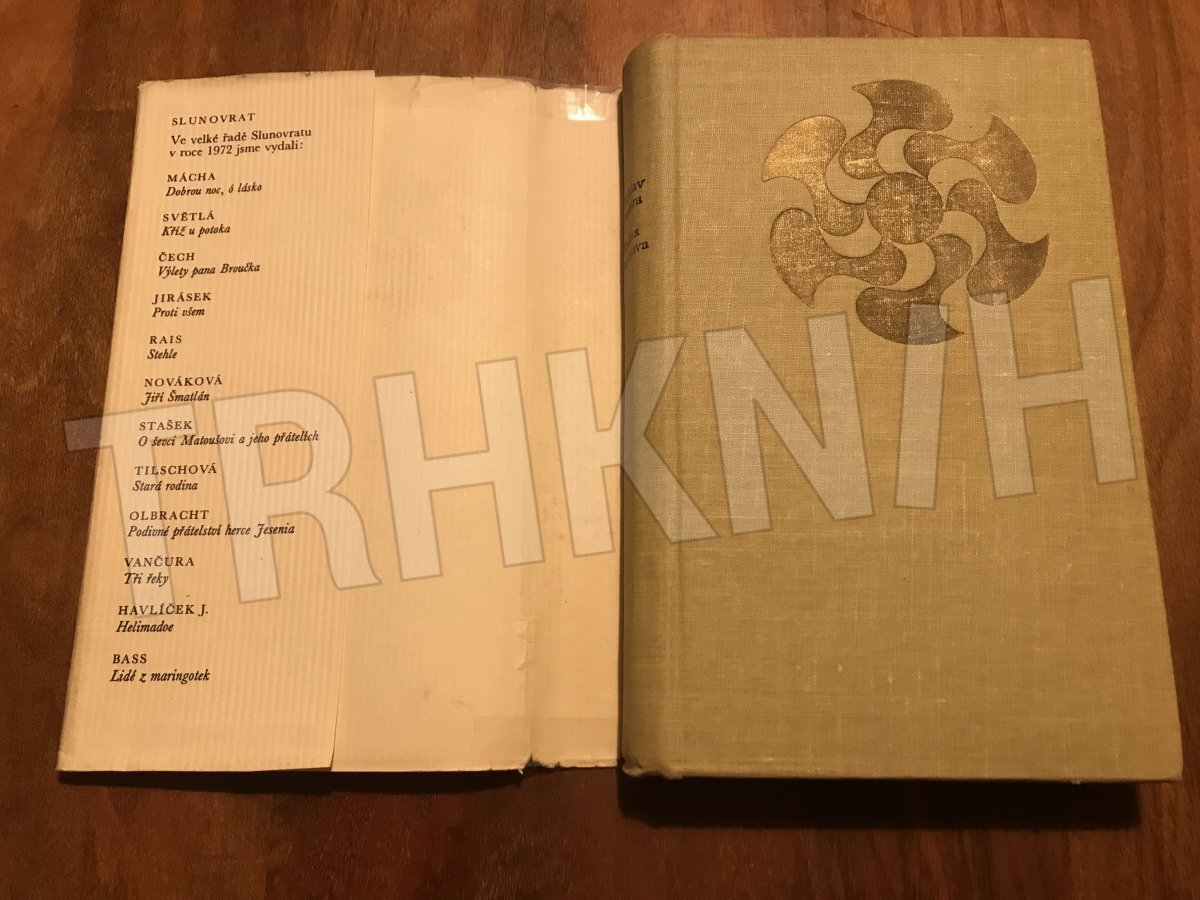 SLUNOVRAT
Ve velké řadě Slunovratu
v roce 1972 jsme vydali:
MÁCHA
Dobrou noc, ó lásko
SVĚTLÁ
Kříž u potoka
ČECH
Výlety pana Broučka
JIRÁSEK
Proti všem
RAIS
Stehle
NOVÁKOVÁ
Jiří Šmatlán
STAŠEK
O ševci Matoušovi a jeho přátelích
TILSCHOVÁ
Stará rodina
OLBRACHT
Podivné přátelství herce Jesenia
VANČURA
Tři řeky
HAVLÍČEK J.
Helimadoe
BASS
Lidé z maringotek
TRHKNIH